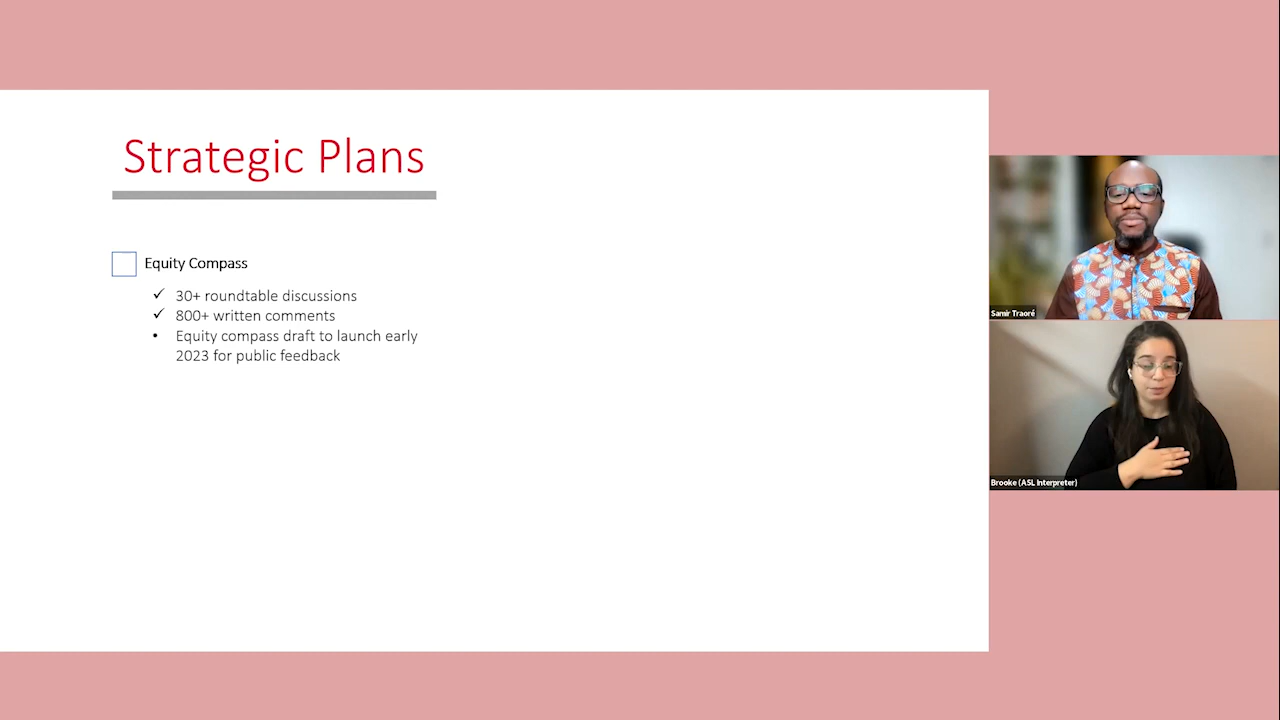 Strategic Plans
Equity Compass
30+ roundtable discussions
800+ written comments
Equity compass draft to launch early
2023 for public feedback
Samir Traoré
Brooke (ASL Interpreter)